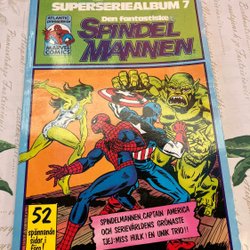 SUPERSERIEALBUM 7
ATLANTIC
MARVEL
COMICS
Den fantastiske
SPINDEL
MANNEN
SPINDELMANNEN, CAPTAIN AMERICA
OCH SERIEVÄRLDENS GRÖNASTE
TJEJ: MISS HULK I EN UNIK TRIO!!
52
spännande
sidor i
färg!